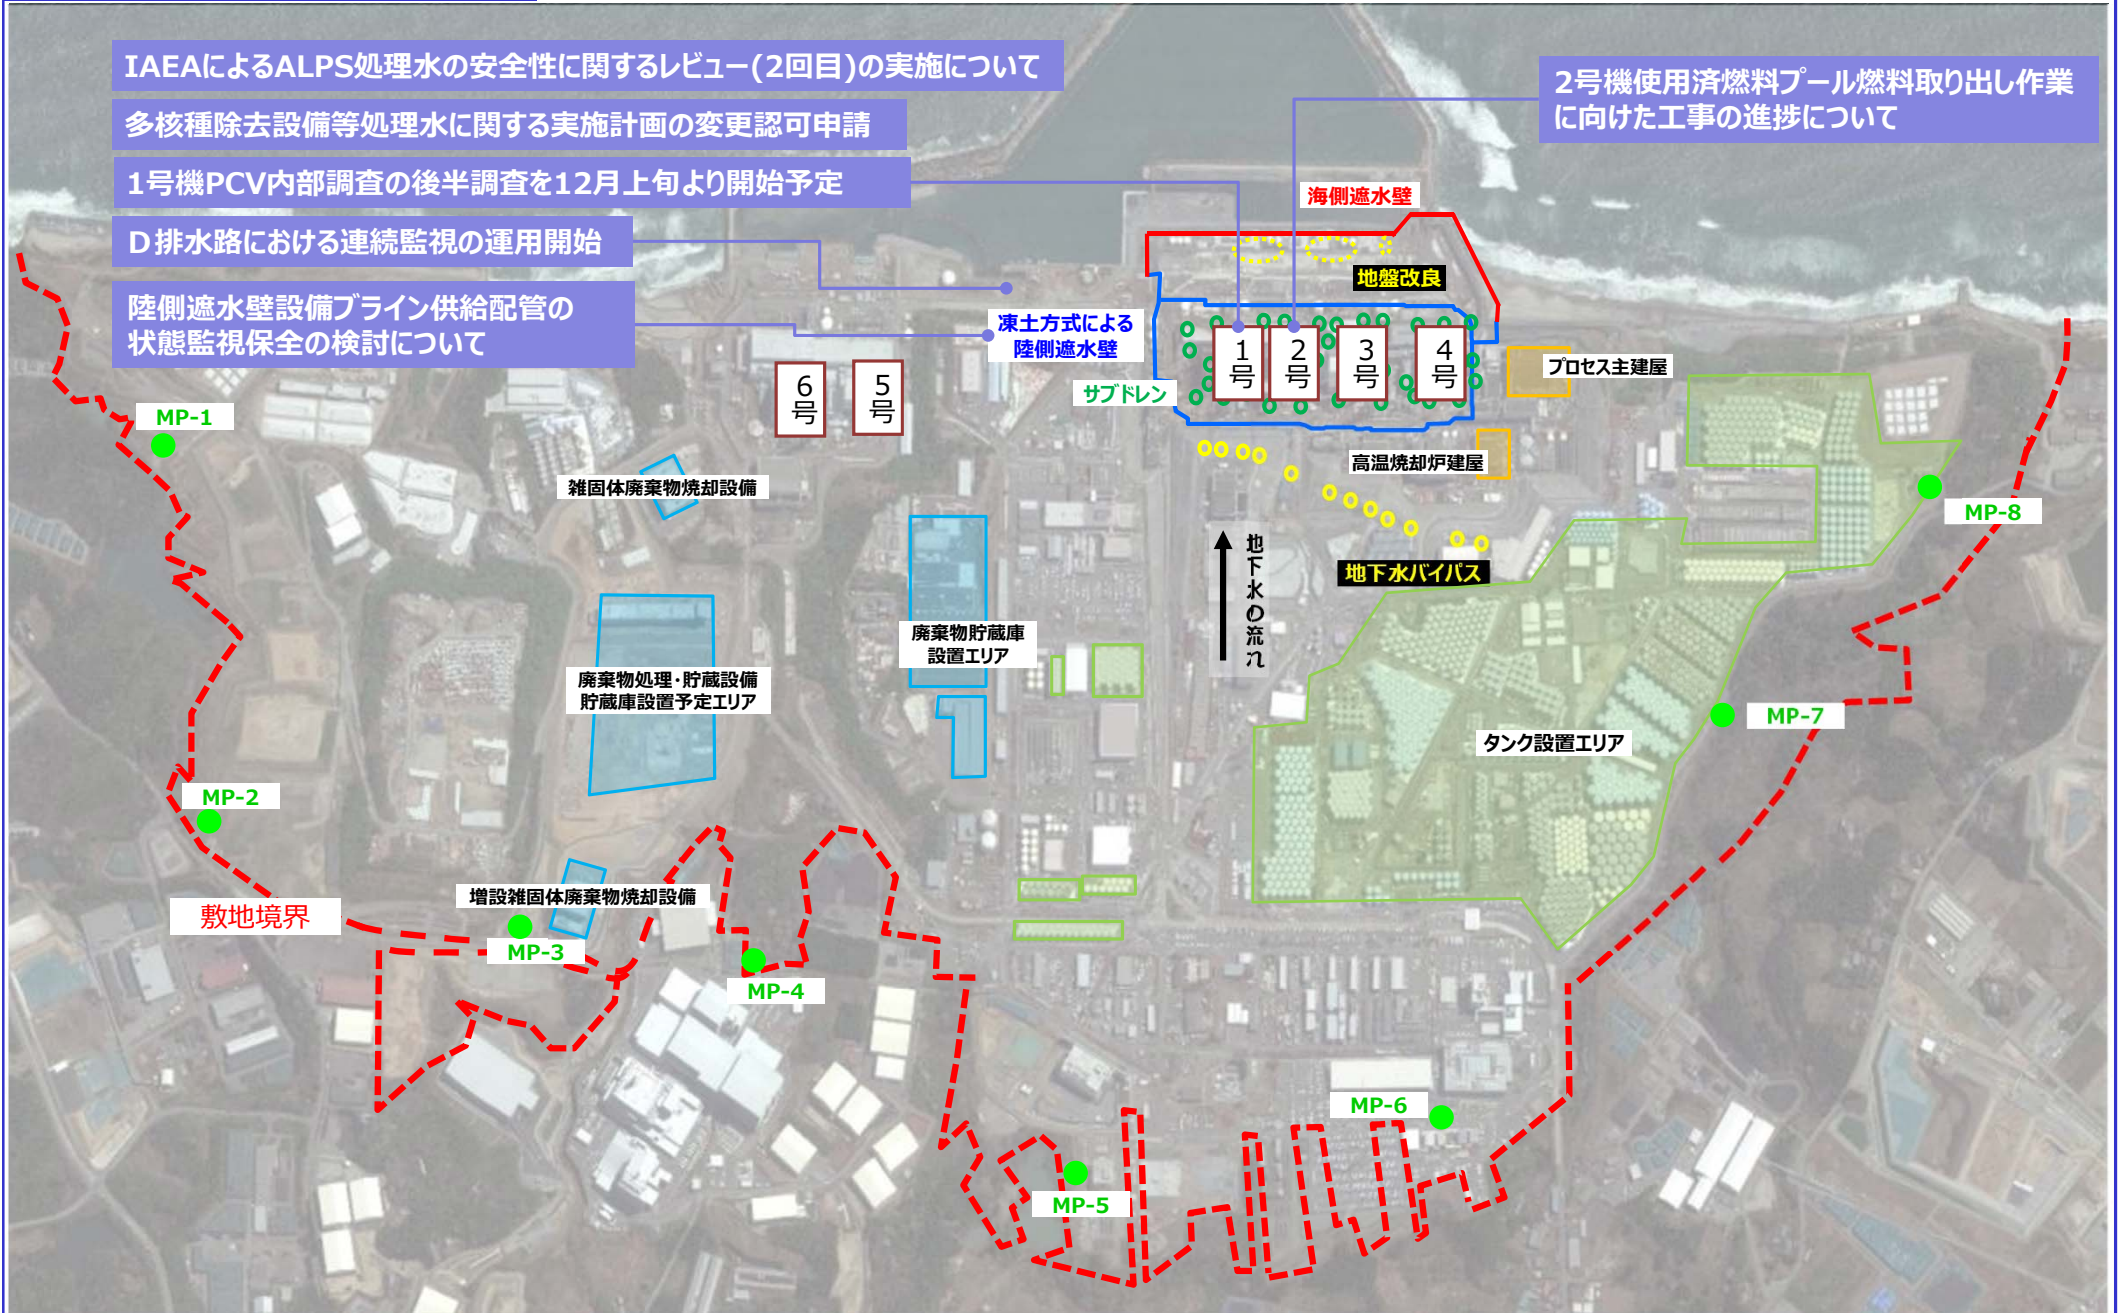 IAEAによるALPS処理水の安全性に関するレビュー(2回目)の実施について
多核種除去設備等処理水に関する実施計画の変更認可申請
1号機PCV内部調査の後半調査を12月上旬より開始予定
D排水路における連続監視の運用開始
陸側遮水壁設備ブライン供給配管の
状態監視保全の検討について
2号機使用済燃料プール燃料取り出し作業
に向けた工事の進捗について
海側遮水壁
地盤改良
凍土方式による
陸側遮水壁
サブドレン
1号
2号
3号
4号
プロセス主建屋
6号
5号
MP-1
雑固体廃棄物焼却設備
高温焼却炉建屋
MP-8
地下水の流れ
地下水バイパス
廃棄物貯蔵庫
設置エリア
廃棄物処理・貯蔵設備
貯蔵庫設置予定エリア
タンク設置エリア
MP-7
MP-2
増設雑固体廃棄物焼却設備
敷地境界
MP-3
MP-4
MP-6
MP-5